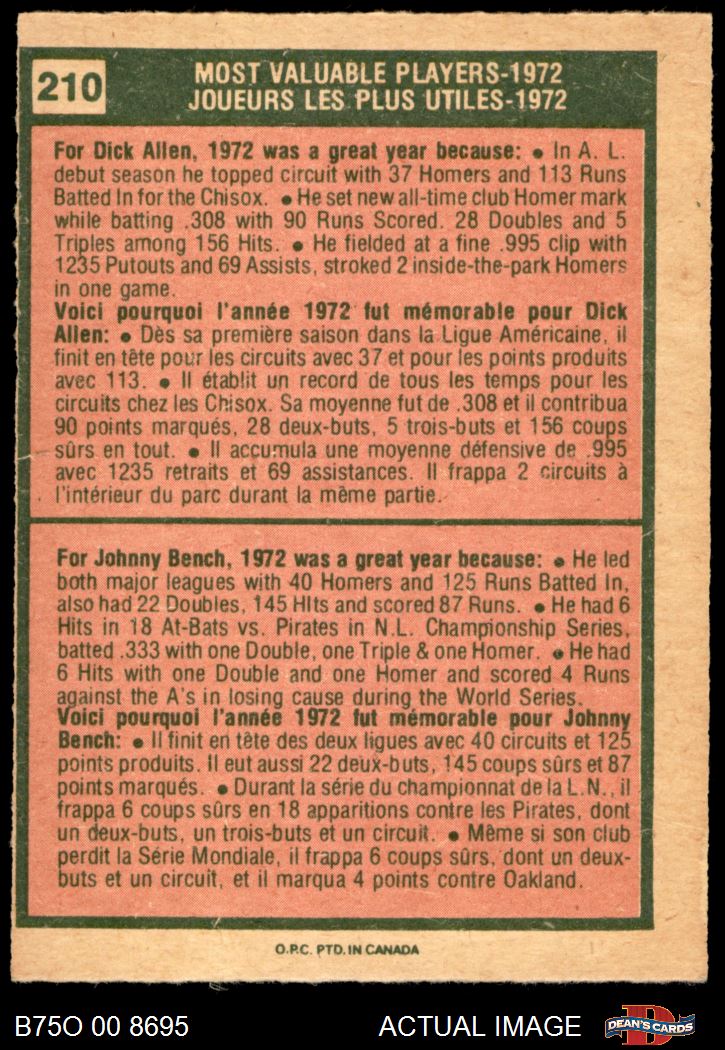 210
MOST VALUABLE PLAYERS-1972
JOUEURS LES PLUS UTILES-1972
For Dick Allen, 1972 was a great year because: ● In A. L.
debut season he topped circuit with 37 Homers and 113 Runs
Batted In for the Chisox. ● He set new all-time club Homer mark
while batting .308 with 90 Runs Scored. 28 Doubles and 5
Triples among 156 Hits. ● He fielded at a fine .995 clip with
1235 Putouts and 69 Assists, stroked 2 inside-the-park Homers
in one game.
Voici pourquoi l'année 1972 fut mémorable pour Dick
Allen: ● Dès sa première saison dans la Ligue Américaine, il
finit en tête pour les circuits avec 37 et pour les points produits
avec 113. ● Il établit un record de tous les temps pour les
circuits chez les Chisox. Sa moyenne fut de .308 et il contribua
90 points marqués, 28 deux-buts, 5 trois-buts et 156 coups
sûrs en tout. ● Il accumula une moyenne défensive de .995
avec 1235 retraits et 69 assistances. Il frappa 2 circuits à
l'intérieur du parc durant la même partie.
For Johnny Bench, 1972 was a great year because: ● He led
both major leagues with 40 Homers and 125 Runs Batted In,
also had 22 Doubles, 145 HIts and scored 87 Runs. ● He had 6
Hits in 18 At-Bats vs. Pirates in N.L. Championship Series,
batted .333 with one Double, one Triple & one Homer. ● He had
6 Hits with one Double and one Homer and scored 4 Runs
against the A's in losing cause during the World Series.
Voici pourquoi l'année 1972 fut mémorable pour Johnny
Bench: ● Il finit en tête des deux ligues avec 40 circuits et 125
points produits. Il eut aussi 22 deux-buts, 145 coups sûrs et 87
points marqués. ● Durant la série du championnat de la L.N., il
frappa 6 coups sûrs en 18 apparitions contre les Pirates, dont
un deux-buts, un trois-buts et un circuit. ● Même si son club
perdit la Série Mondiale, il frappa 6 coups sûrs, dont un deux-
buts et un circuit, et il marqua 4 points contre Oakland.
O.P.C. PTD. IN CANADA
B75O 00 8695
ACTUAL IMAGE
D
DEAN'S CARDS